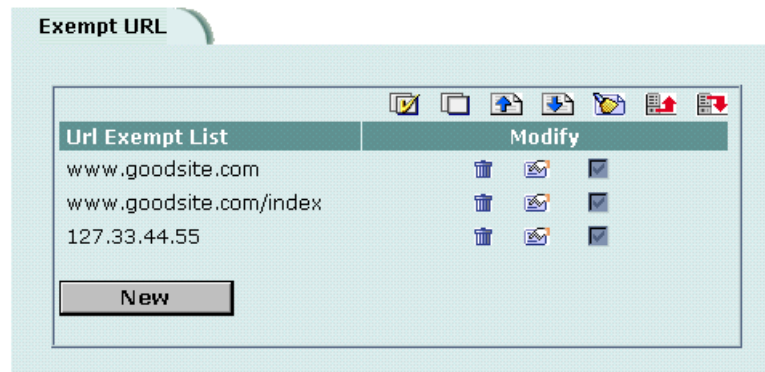 Exempt URL
Url Exempt List Modify
www.goodsite.com
www.goodsite.com/index
127.33.44.55
New